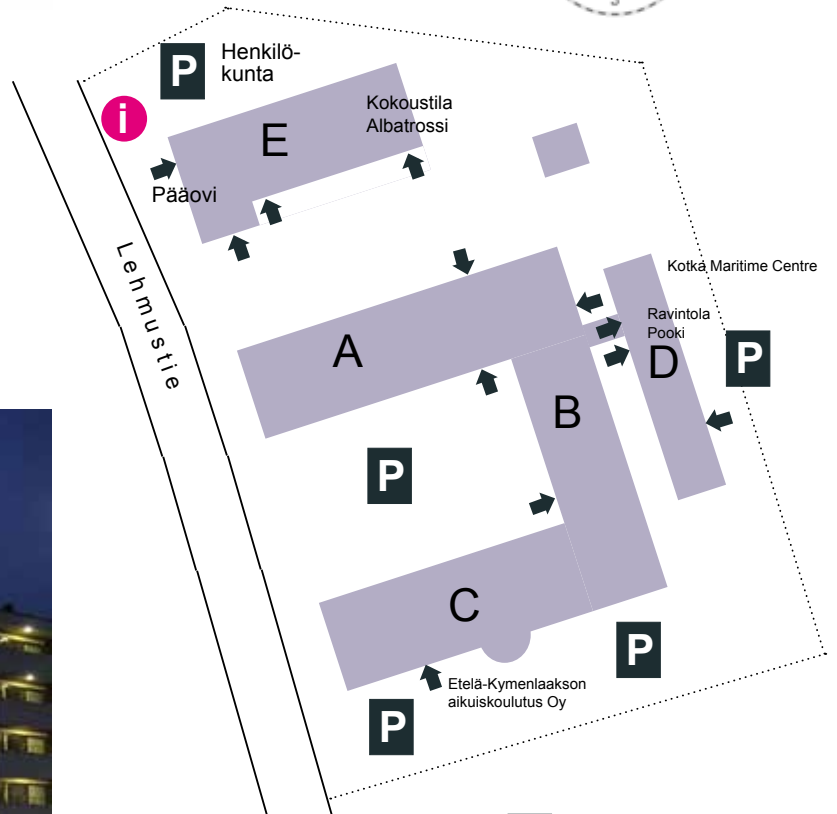 P
Henkilö-
kunta
i
Kokoustila
Albatrossi
E
Pääovi
Lehmustie
Kotka Maritime Centre
Ravintola
Pooki
A
D
P
B
P
C
P
Etelä-Kymenlaakson
aikuiskoulutus Oy
P